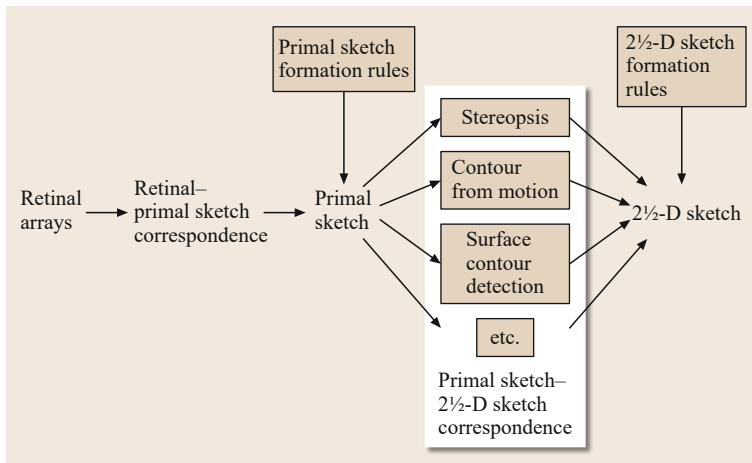 Primal sketch
formation rules
2½-D sketch
formation
rules
Retinal
arrays
Retinal–
primal sketch
correspondence
Primal
sketch
Stereopsis
Contour
from motion
Surface
contour
detection
etc.
Primal sketch–
2½-D sketch
correspondence
2½-D sketch